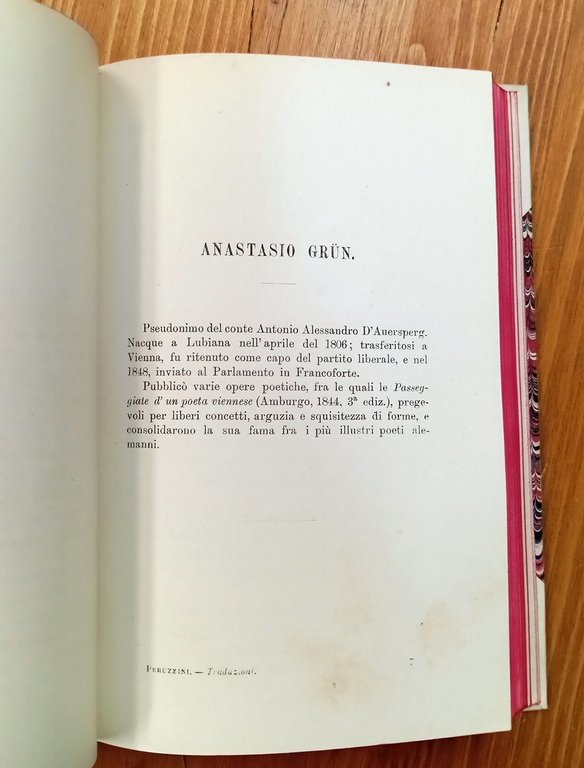 ANASTASIO GRÜN.
Pseudonimo del conte Antonio Alessandro D'Auersperg.
Nacque a Lubiana nell'aprile del 1806; trasferitosi a
Vienna, fu ritenuto come capo del partito liberale, e nel
1848, inviato al Parlamento in Francoforte.
Pubblicò varie opere poetiche, fra le quali le Passeg-
giate d'un poeta viennese (Amburgo, 1844, 3ª ediz.), prege-
voli per liberi concetti, arguzia e squisitezza di forme, e
consolidarono la sua fama fra i più illustri poeti ale-
manni.
PERUZZINI. — Traduzioni. 7